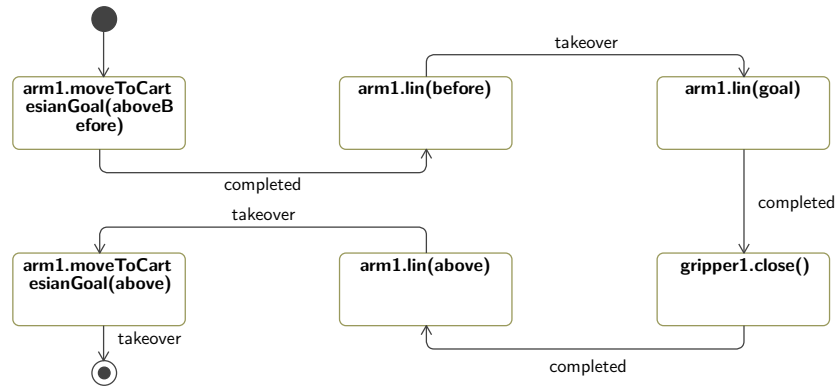 takeover
arm1.moveToCart
esianGoal(aboveB
efore)
arm1.lin(before)
arm1.lin(goal)
completed
completed
takeover
arm1.moveToCart
esianGoal(above)
arm1.lin(above)
gripper1.close()
takeover
completed